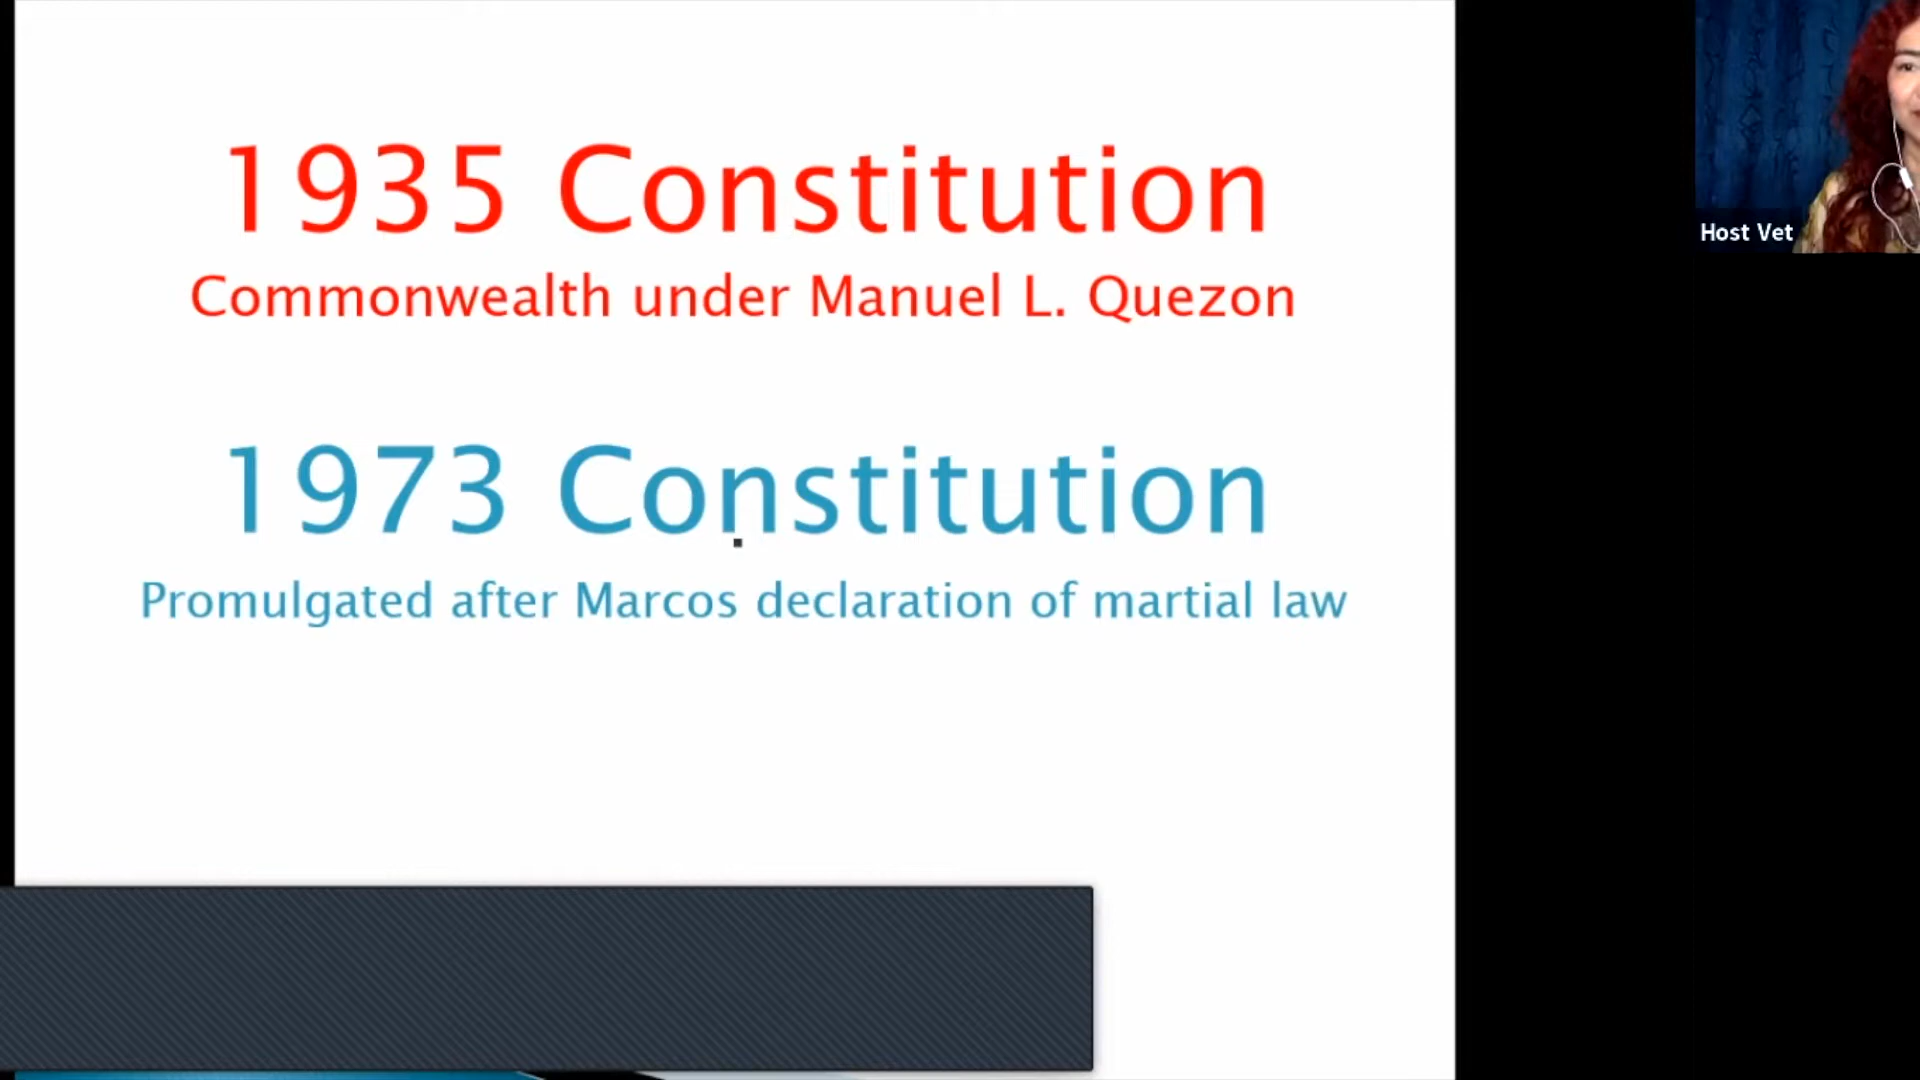 1935 Constitution
Commonwealth under Manuel L. Quezon
1973 Constitution
Promulgated after Marcos declaration of martial law
Host Vet